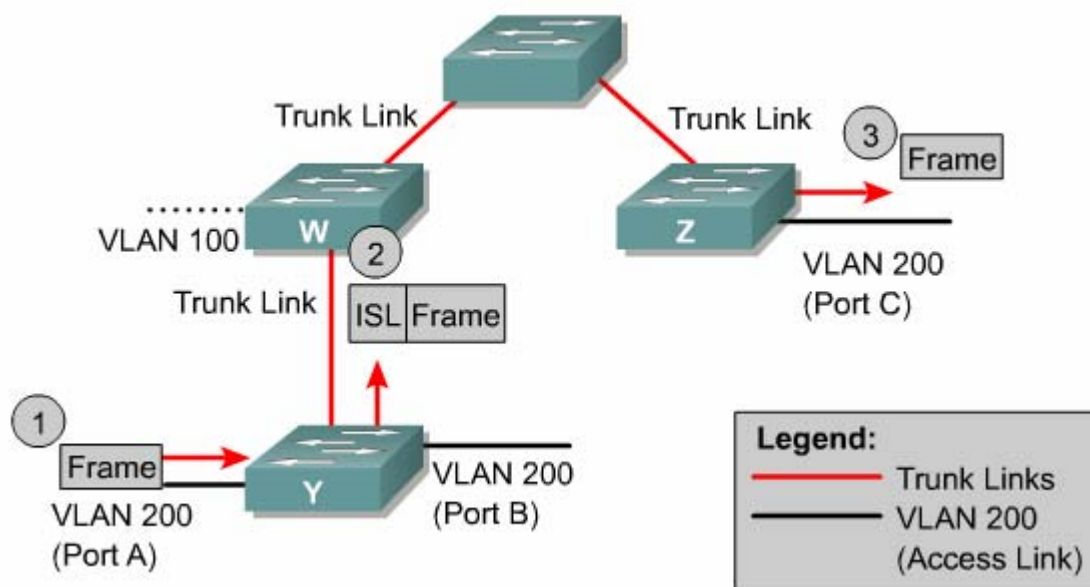 Trunk Link
Trunk Link
3
Frame
VLAN 100
W
Z
2
VLAN 200
(Port C)
Trunk Link
ISL Frame
1
Frame
VLAN 200
(Port A)
Y
VLAN 200
(Port B)
Legend:
Trunk Links
VLAN 200
(Access Link)